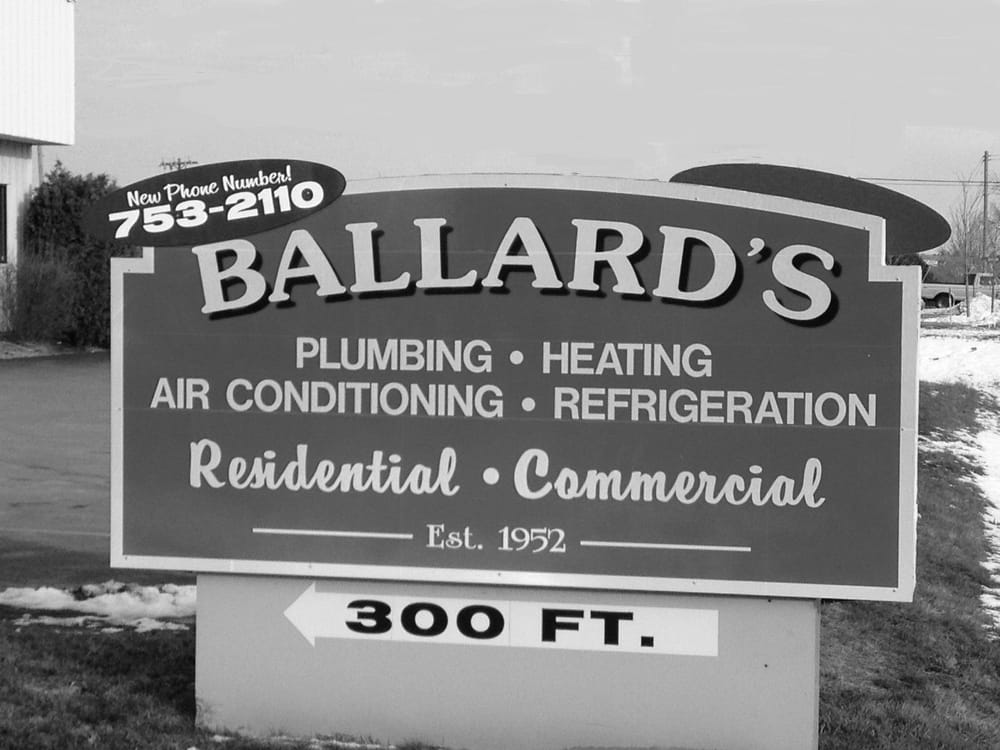 New Phone Number!
753-2110
BALLARD'S
PLUMBING • HEATING
AIR CONDITIONING • REFRIGERATION
Residential • Commercial
Est. 1952
300 FT.